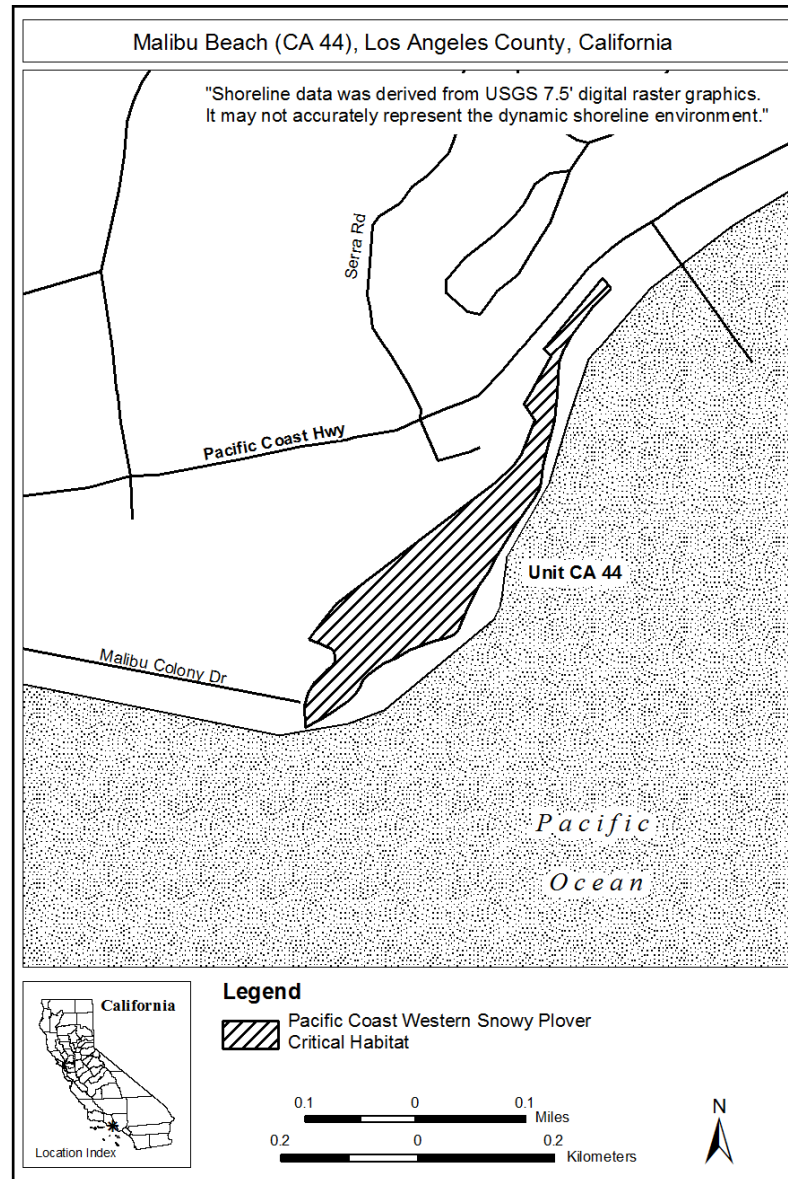 Malibu Beach (CA 44), Los Angeles County, California
"Shoreline data was derived from USGS 7.5' digital raster graphics.
It may not accurately represent the dynamic shoreline environment."
Serra Rd
Pacific Coast Hwy
Unit CA 44
Malibu Colony Dr
Pacific
Ocean
California
Location Index
Legend
Pacific Coast Western Snowy Plover
Critical Habitat
0.1 0 0.1
Miles
0.2 0 0.2
Kilometers
N